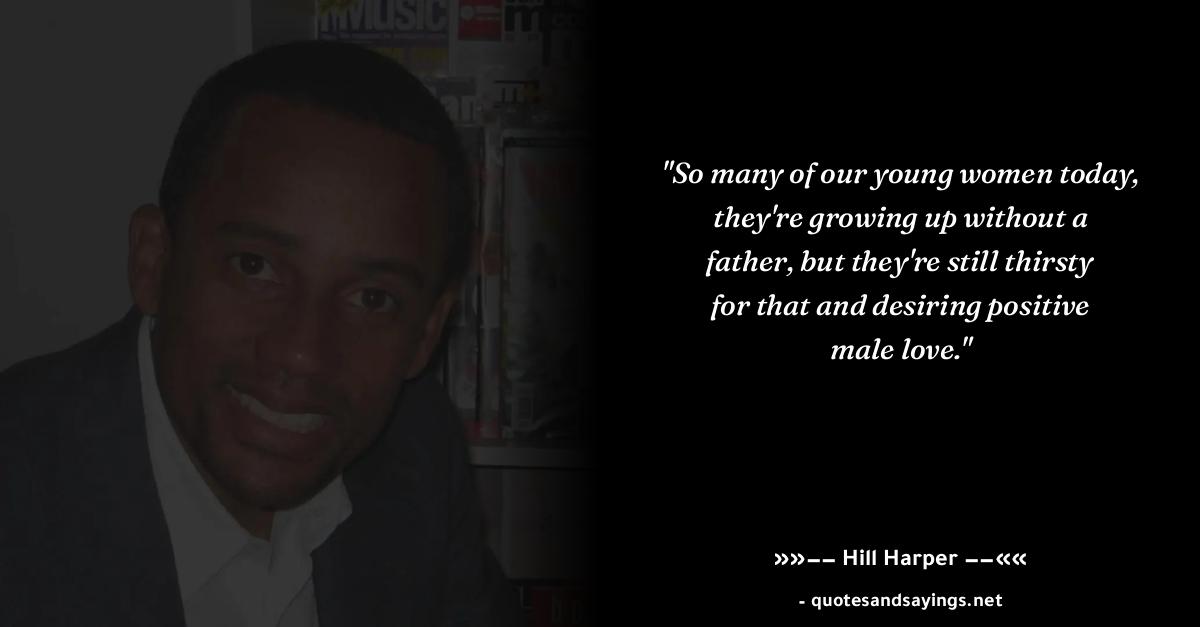 MUSIC
"So many of our young women today,
they're growing up without a
father, but they're still thirsty
for that and desiring positive
male love."
»»–– Hill Harper ––««
- quotesandsayings.net